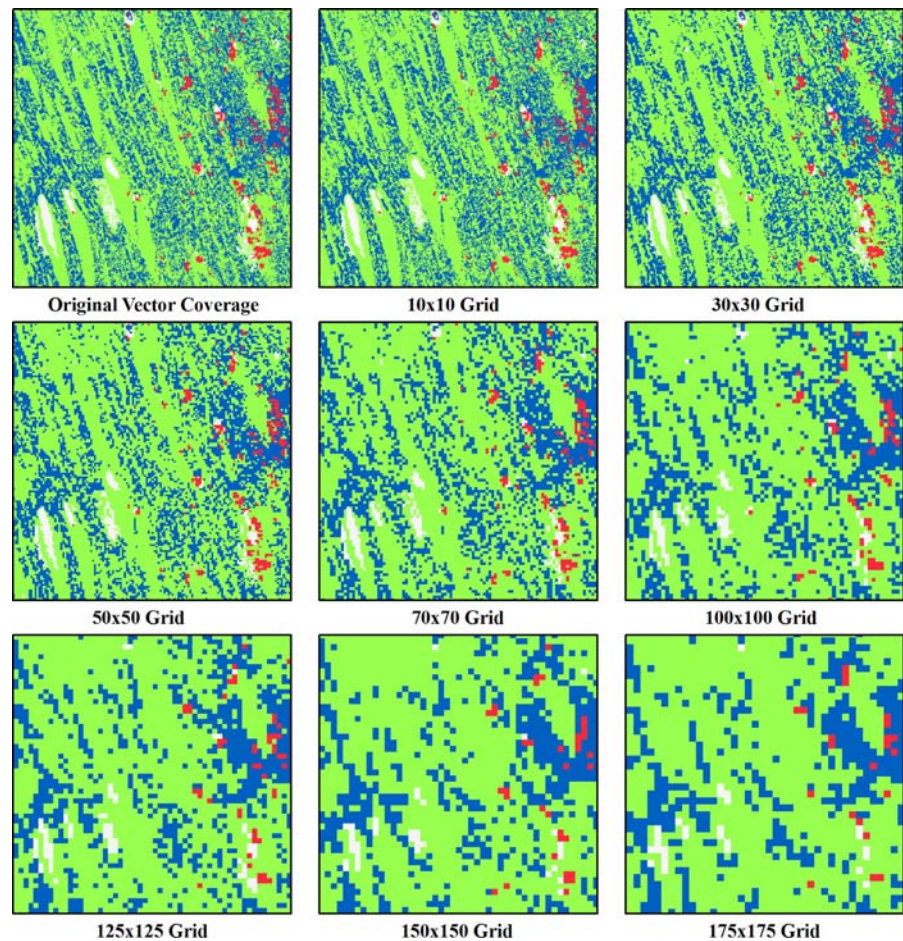 Original Vector Coverage
10x10 Grid
30x30 Grid
50x50 Grid
70x70 Grid
100x100 Grid
125x125 Grid
150x150 Grid
175x175 Grid